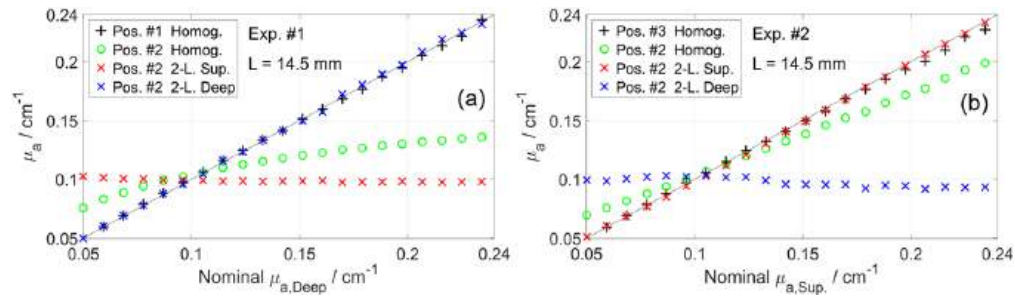 0.24
0.2
0.15
0.1
0.05
μa / cm-1
+ Pos. #1 Homog.
○ Pos. #2 Homog.
× Pos. #2 2-L. Sup.
× Pos. #2 2-L. Deep
Exp. #1
L = 14.5 mm
(a)
0.05 0.1 0.15 0.2 0.24
Nominal μa,Deep / cm-1
0.24
0.2
0.15
0.1
0.05
μa / cm-1
+ Pos. #3 Homog.
○ Pos. #2 Homog.
× Pos. #2 2-L. Sup.
× Pos. #2 2-L. Deep
Exp. #2
L = 14.5 mm
(b)
0.05 0.1 0.15 0.2 0.24
Nominal μa,Sup. / cm-1